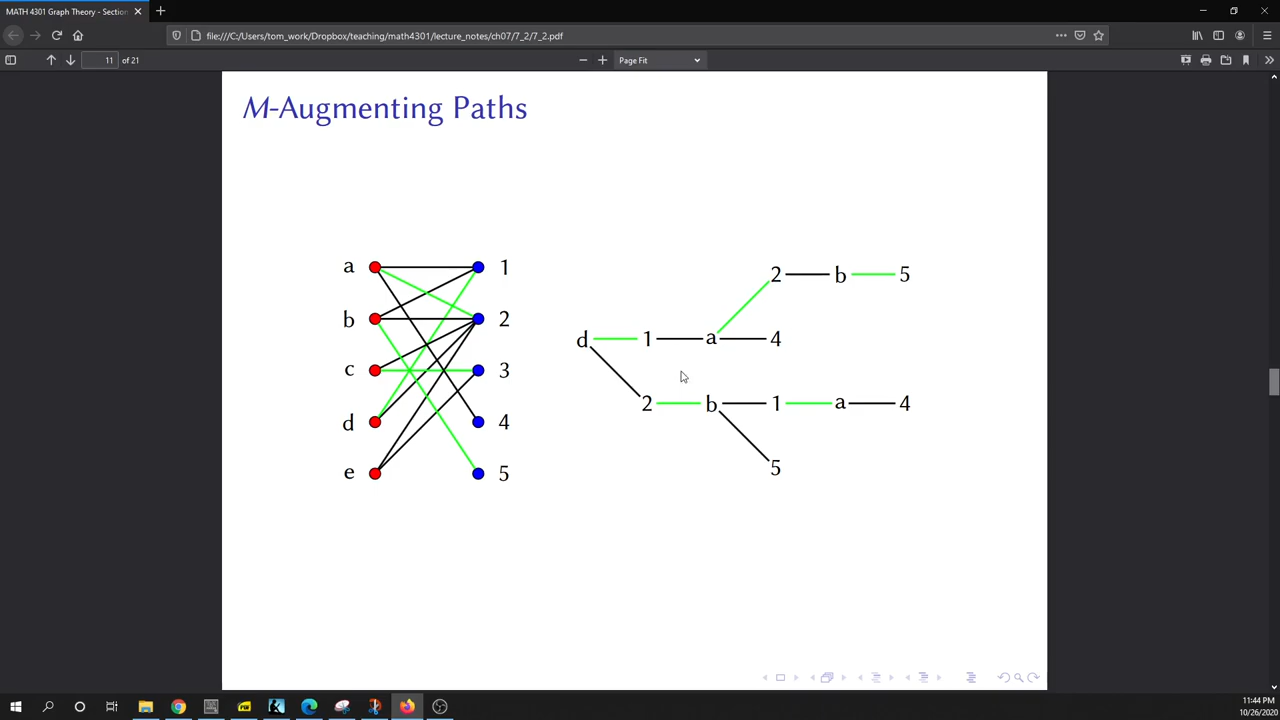 MATH 4301 Graph Theory - Section
file:///C:/Users/tom_work/Dropbox/teaching/math4301/lecture_notes/ch07/7_2/7_2.pdf
11 of 21
Page Fit
M-Augmenting Paths
a 1
b 2
c 3
d 4
e 5
2 b 5
d 1 a 4
2 b 1 a 4
5
11:44 PM
10/26/2020